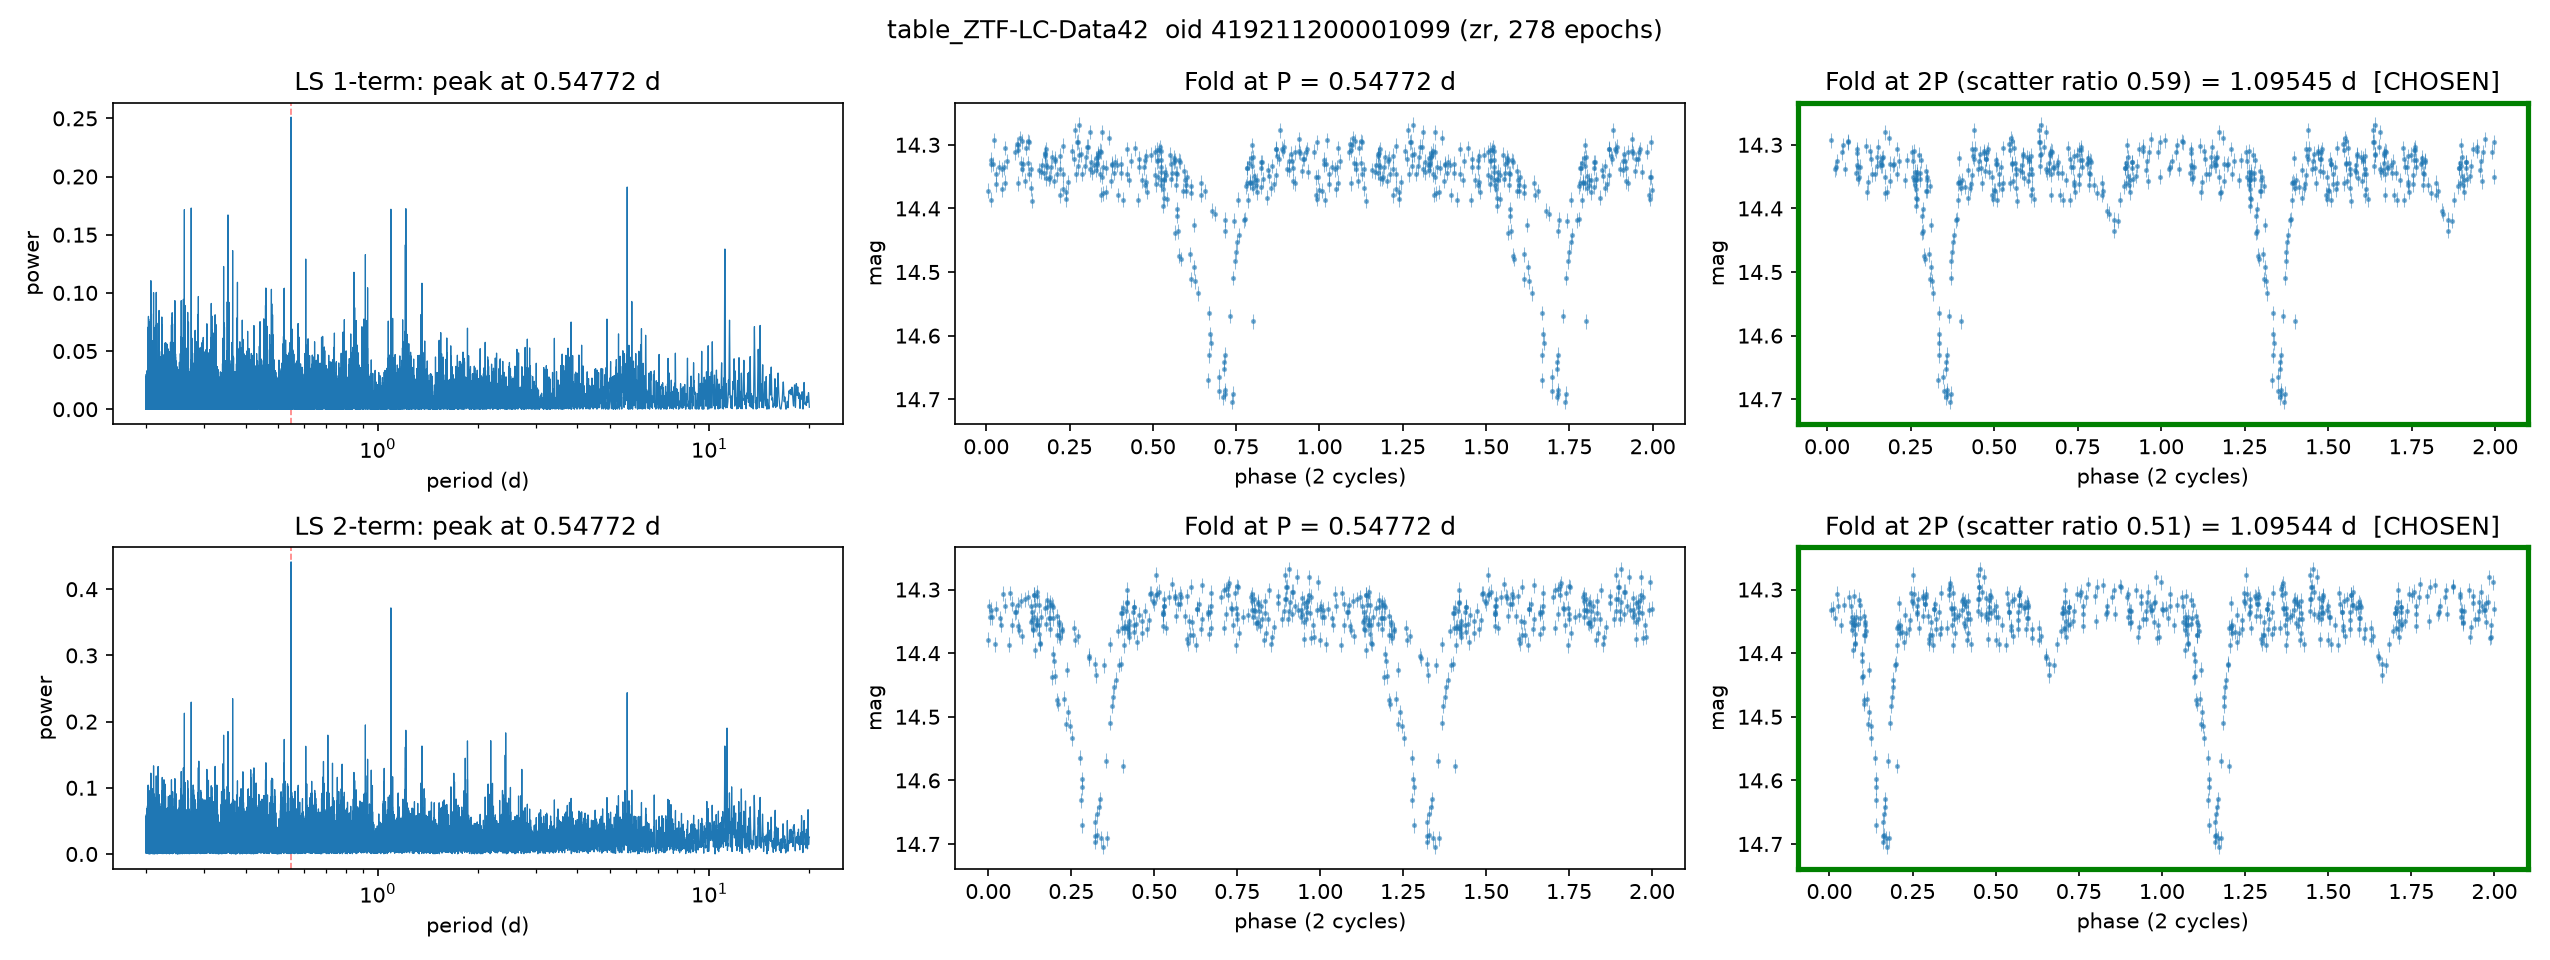 table_ZTF-LC-Data42  oid 419211200001099 (zr, 278 epochs)
LS 1-term: peak at 0.54772 d
Fold at P = 0.54772 d
Fold at 2P (scatter ratio 0.59) = 1.09545 d  [CHOSEN]
0.25
0.20
0.15
0.10
0.05
0.00
power
10⁰
10¹
period (d)
14.3
14.4
14.5
14.6
14.7
mag
0.00 0.25 0.50 0.75 1.00 1.25 1.50 1.75 2.00
phase (2 cycles)
14.3
14.4
14.5
14.6
14.7
mag
0.00 0.25 0.50 0.75 1.00 1.25 1.50 1.75 2.00
phase (2 cycles)
LS 2-term: peak at 0.54772 d
Fold at P = 0.54772 d
Fold at 2P (scatter ratio 0.51) = 1.09544 d  [CHOSEN]
0.4
0.3
0.2
0.1
0.0
power
10⁰
10¹
period (d)
14.3
14.4
14.5
14.6
14.7
mag
0.00 0.25 0.50 0.75 1.00 1.25 1.50 1.75 2.00
phase (2 cycles)
14.3
14.4
14.5
14.6
14.7
mag
0.00 0.25 0.50 0.75 1.00 1.25 1.50 1.75 2.00
phase (2 cycles)